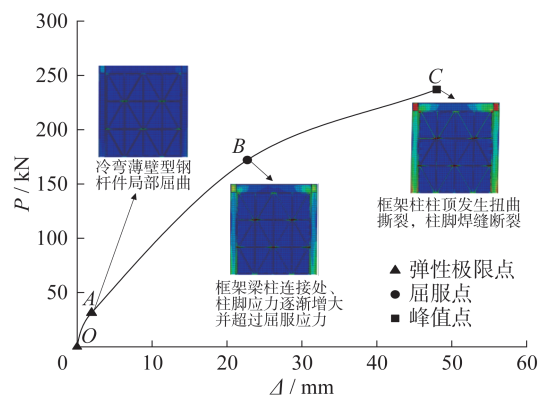 300
250
200
150
100
50
0
10
20
30
40
50
60
P / kN
Δ / mm
O
A
B
C
冷弯薄壁型钢
杆件局部屈曲
框架梁柱连接处、
柱脚应力逐渐增大
并超过屈服应力
框架柱柱顶发生扭曲
撕裂，柱脚焊缝断裂
弹性极限点
屈服点
峰值点